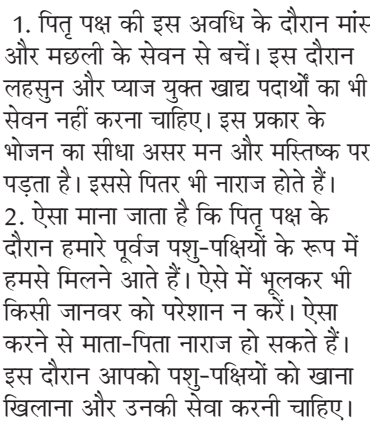 1. पितृ पक्ष की इस अवधि के दौरान मांस
और मछली के सेवन से बचें। इस दौरान
लहसुन और प्याज युक्त खाद्य पदार्थों का भी
सेवन नहीं करना चाहिए। इस प्रकार के
भोजन का सीधा असर मन और मस्तिष्क पर
पड़ता है। इससे पितर भी नाराज होते हैं।
2. ऐसा माना जाता है कि पितृ पक्ष के
दौरान हमारे पूर्वज पशु-पक्षियों के रूप में
हमसे मिलने आते हैं। ऐसे में भूलकर भी
किसी जानवर को परेशान न करें। ऐसा
करने से माता-पिता नाराज हो सकते हैं।
इस दौरान आपको पशु-पक्षियों को खाना
खिलाना और उनकी सेवा करनी चाहिए।